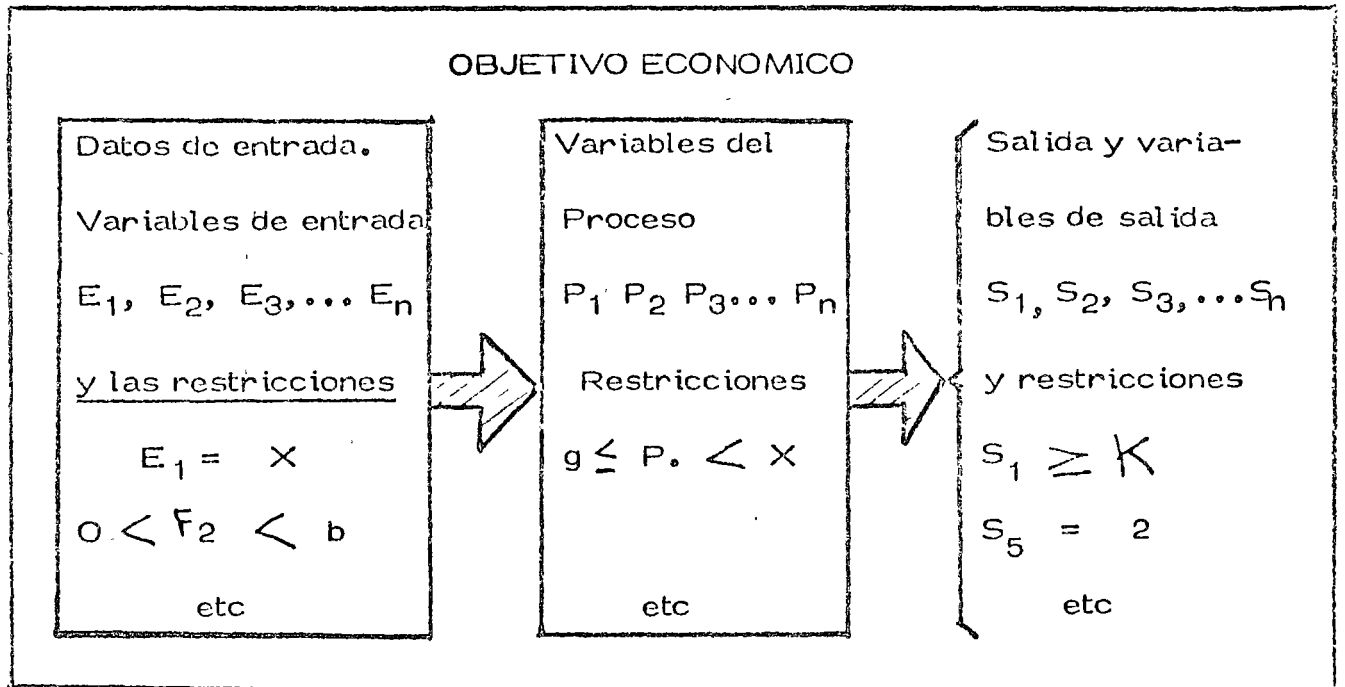 OBJETIVO ECONOMICO
Datos de entrada.
Variables de entrada
E₁, E₂, E₃,... Eₙ
y las restricciones
E₁ = X
O < F₂ < b
etc
Variables del
Proceso
P₁ P₂ P₃... Pₙ
Restricciones
g ≤ P. < X
etc
Salida y varia-
bles de salida
S₁, S₂, S₃,...Sₙ
y restricciones
S₁ ≥ K
S₅ = 2
etc